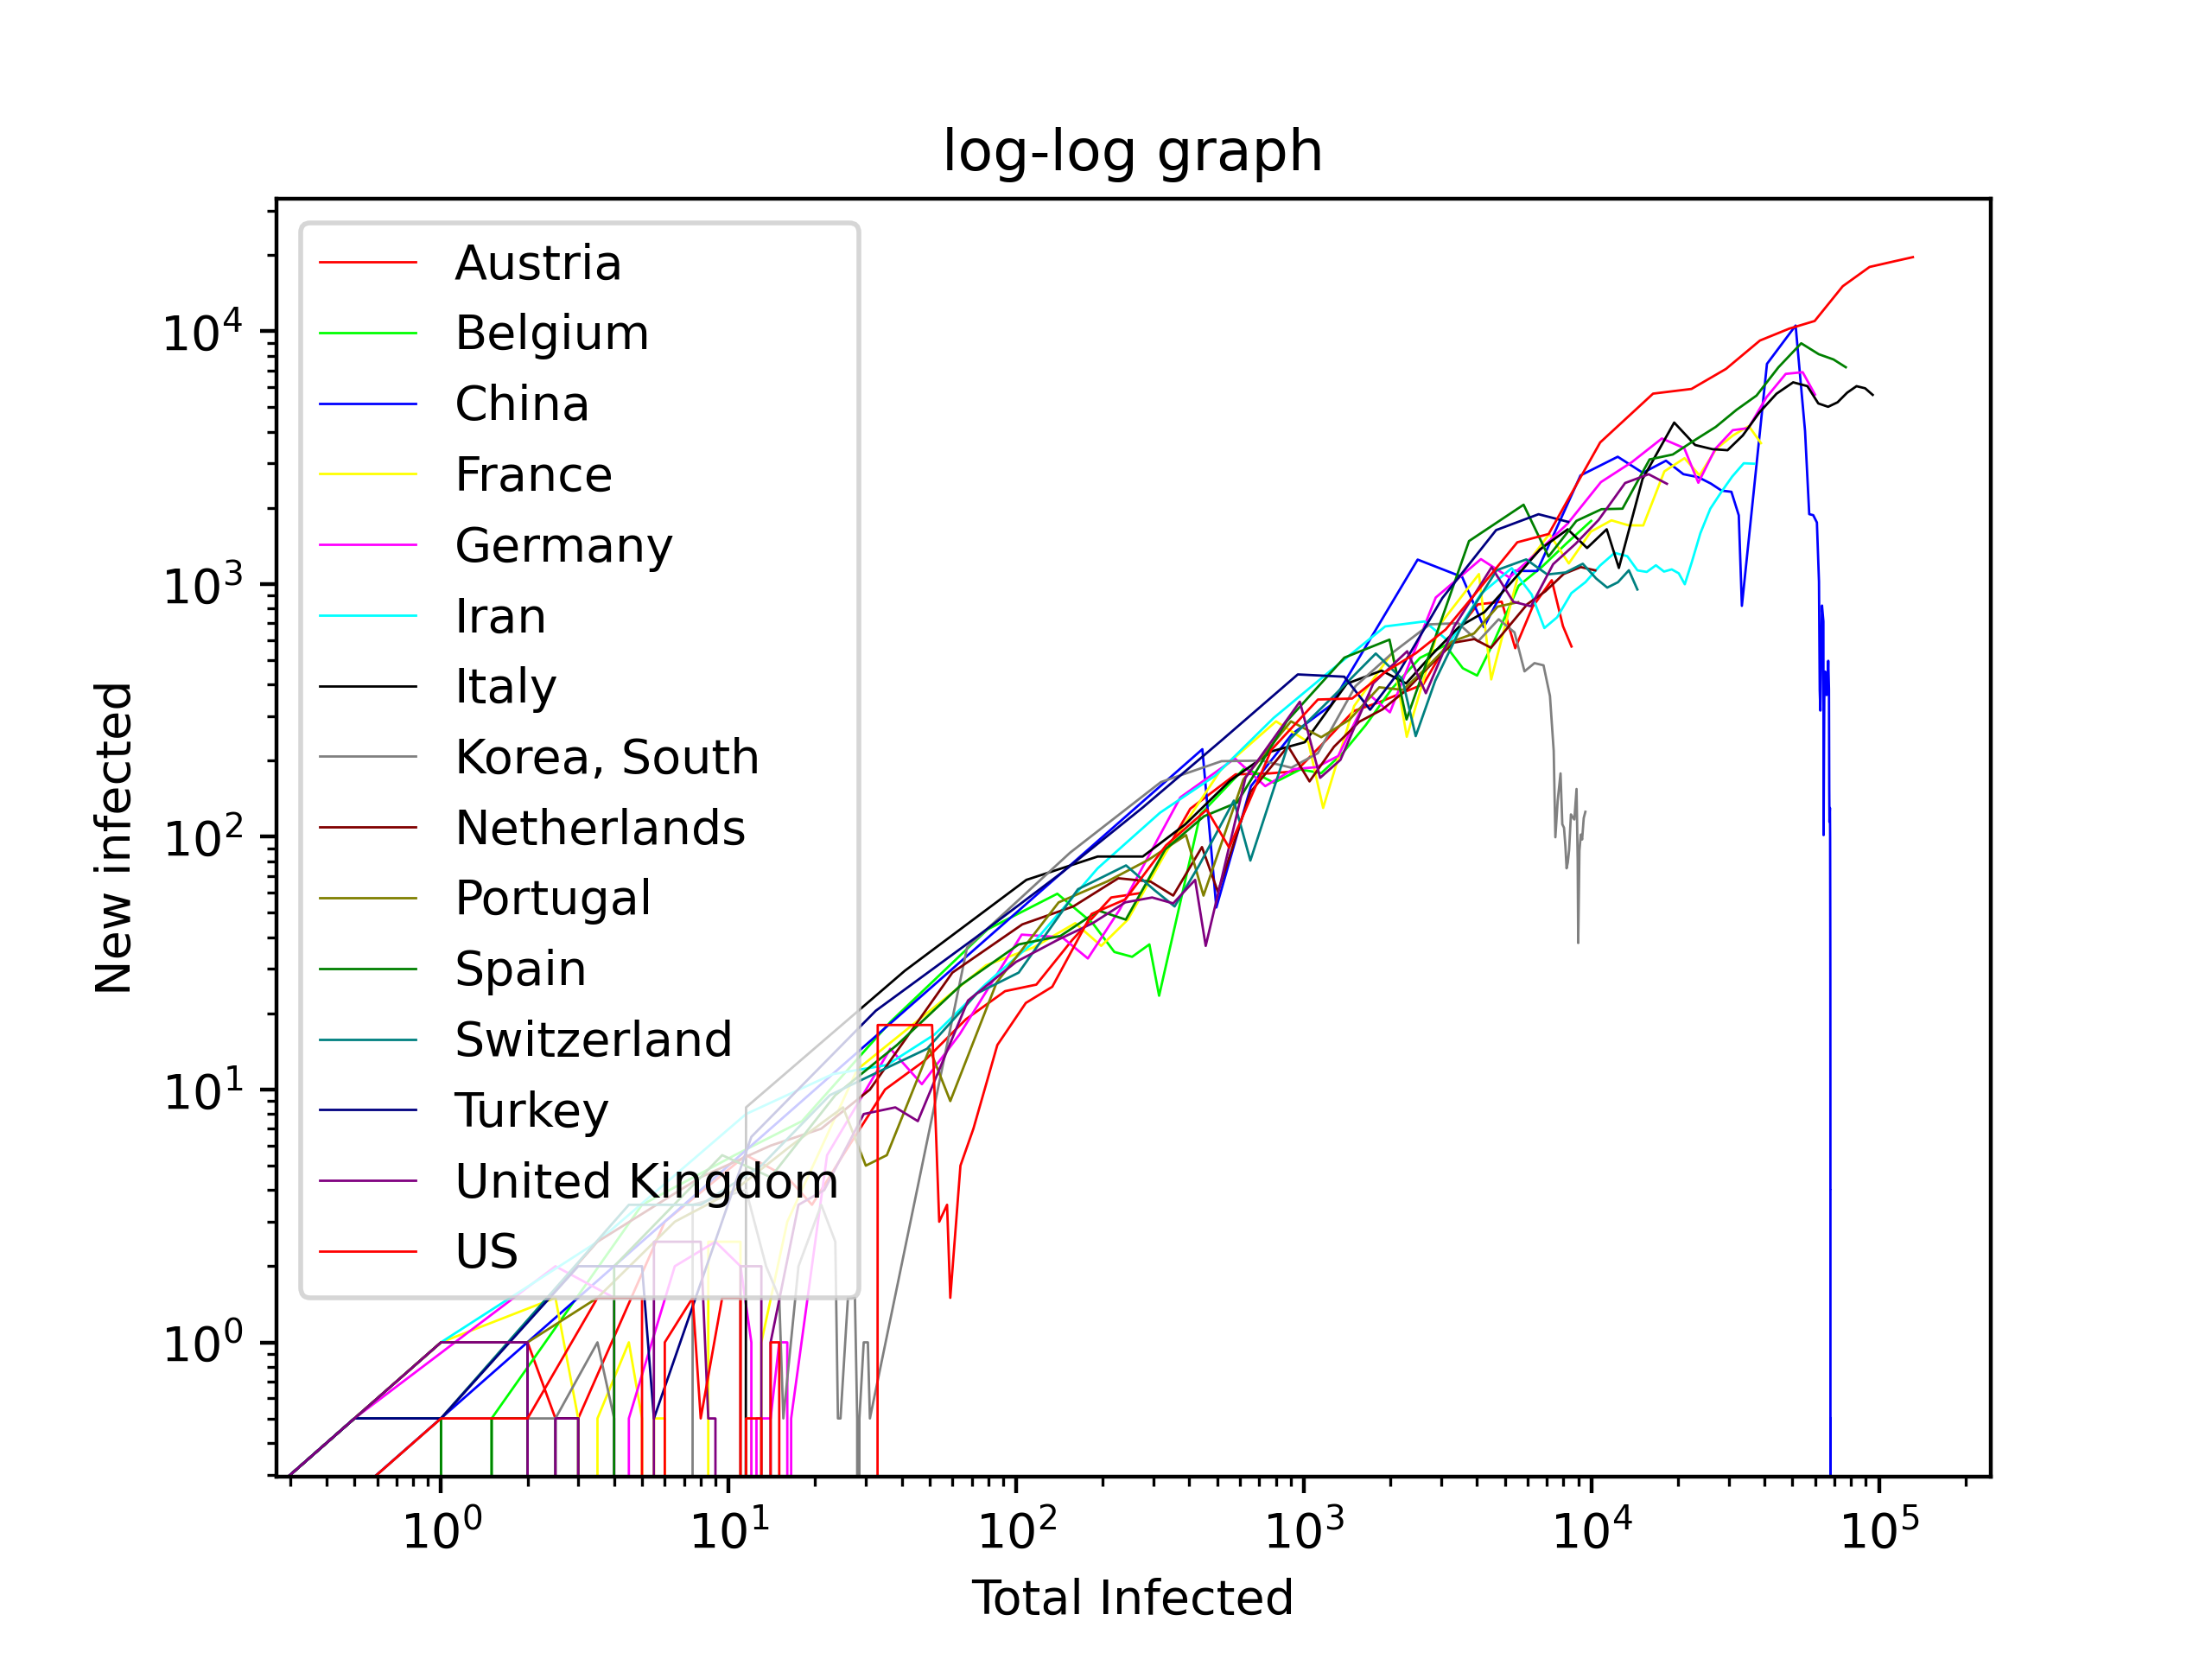 log-log graph
Austria
Belgium
China
France
Germany
Iran
Italy
Korea, South
Netherlands
Portugal
Spain
Switzerland
Turkey
United Kingdom
US
10⁴
10³
10²
10¹
10⁰
New infected
10⁰ 10¹ 10² 10³ 10⁴ 10⁵
Total Infected